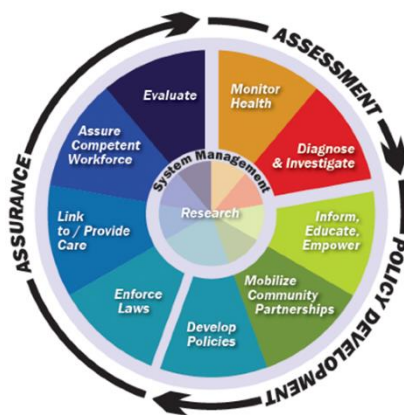 ASSESSMENT
POLICY DEVELOPMENT
ASSURANCE
Monitor
Health
Diagnose
& Investigate
Inform,
Educate,
Empower
Mobilize
Community
Partnerships
Develop
Policies
Enforce
Laws
Link
to / Provide
Care
Assure
Competent
Workforce
Evaluate
System Management
Research